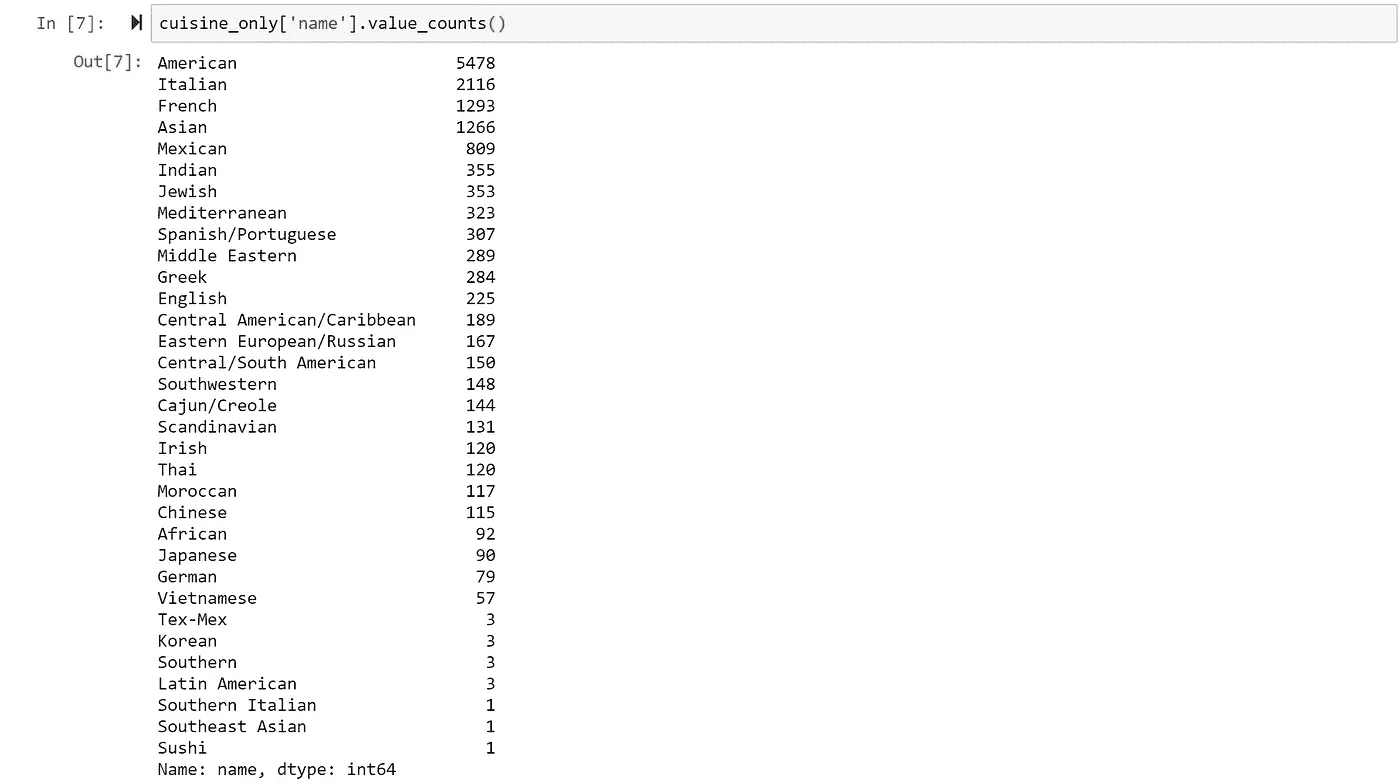 In [7]: cuisine_only['name'].value_counts()
Out[7]: American 5478
Italian 2116
French 1293
Asian 1266
Mexican 809
Indian 355
Jewish 353
Mediterranean 323
Spanish/Portuguese 307
Middle Eastern 289
Greek 284
English 225
Central American/Caribbean 189
Eastern European/Russian 167
Central/South American 150
Southwestern 148
Cajun/Creole 144
Scandinavian 131
Irish 120
Thai 120
Moroccan 117
Chinese 115
African 92
Japanese 90
German 79
Vietnamese 57
Tex-Mex 3
Korean 3
Southern 3
Latin American 3
Southern Italian 1
Southeast Asian 1
Sushi 1
Name: name, dtype: int64